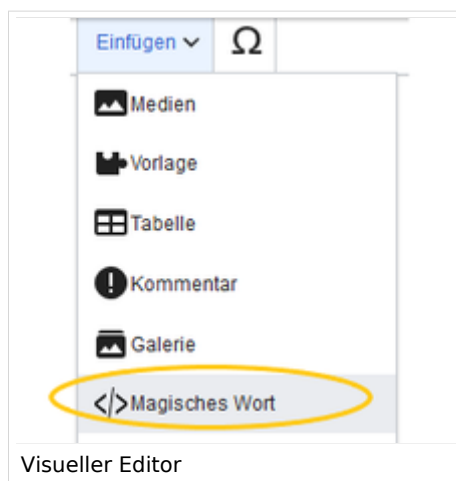 Einfügen Ω
Medien
Vorlage
Tabelle
Kommentar
Galerie
</>Magisches Wort
Visueller Editor